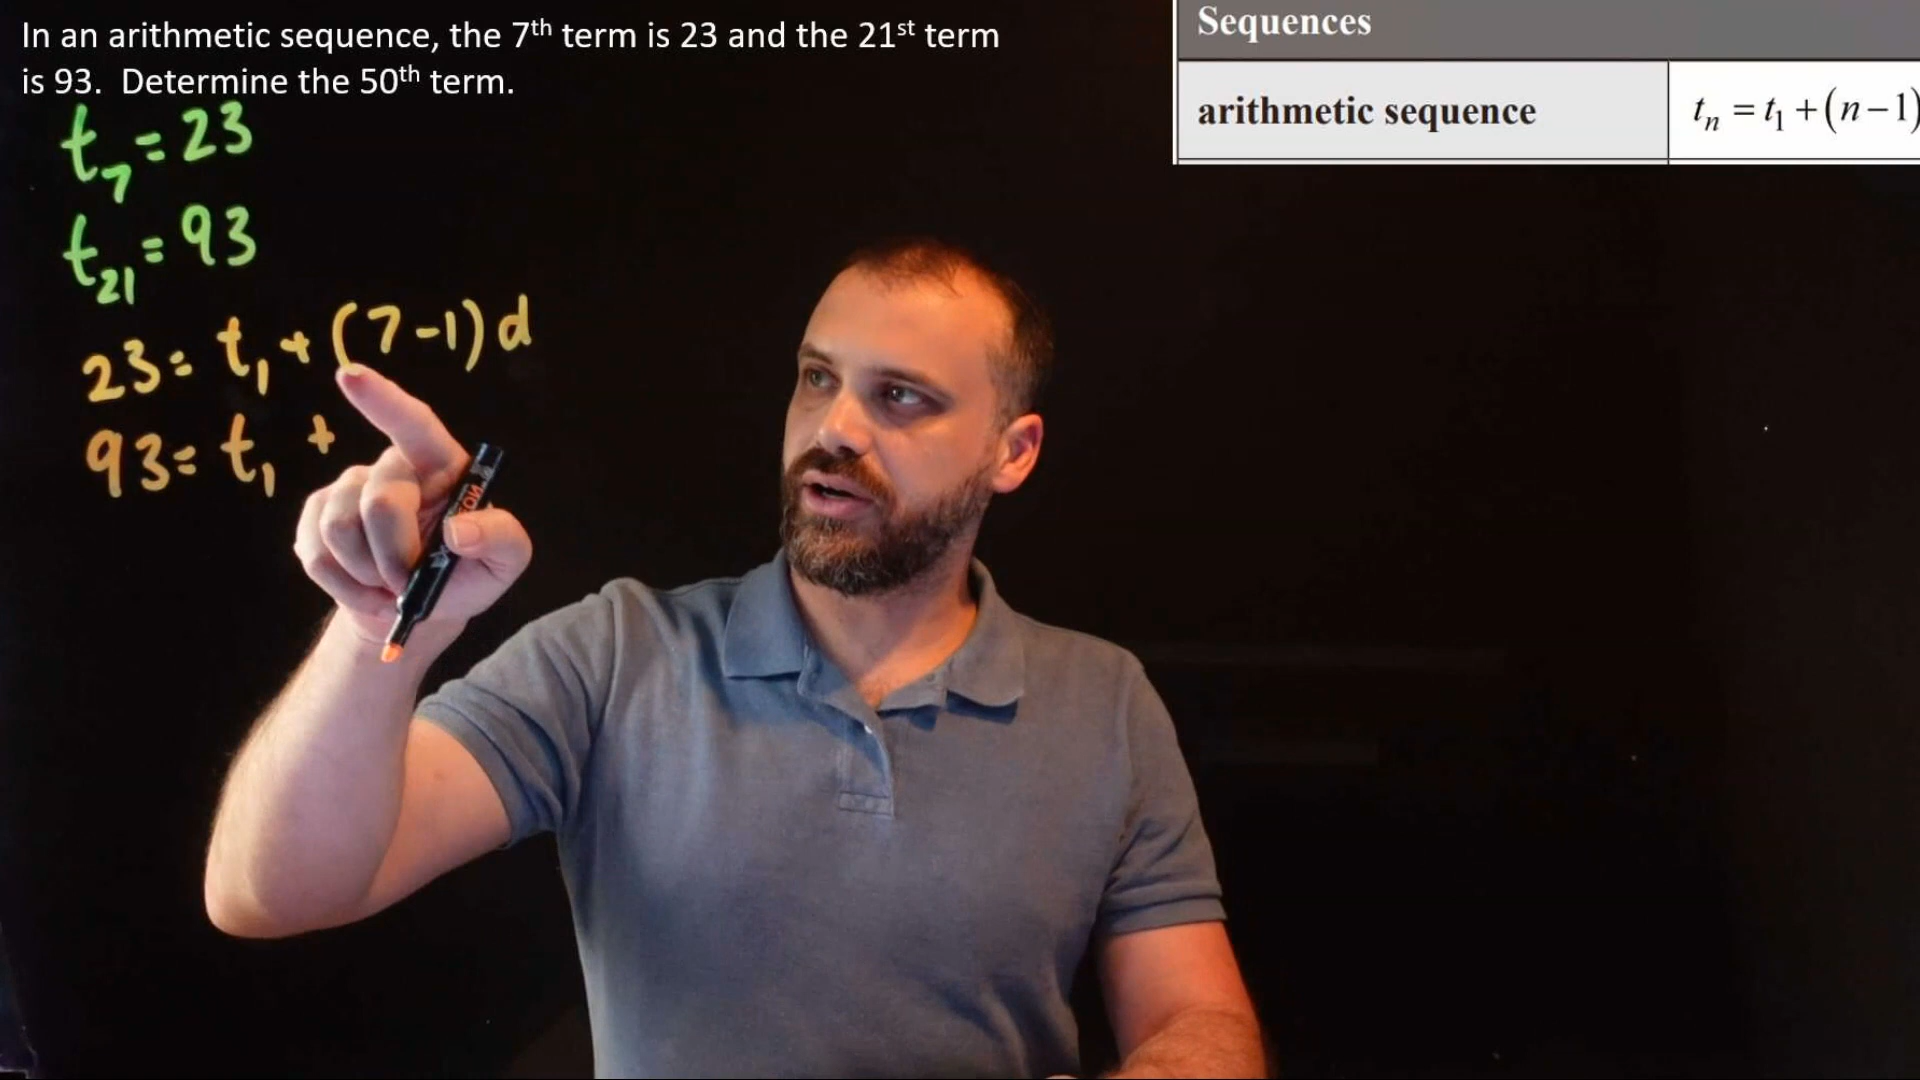 In an arithmetic sequence, the 7th term is 23 and the 21st term
is 93. Determine the 50th term.
Sequences
arithmetic sequence
tn = t1 + (n − 1)
t7 = 23
t21 = 93
23 = t1 + (7 - 1) d
93 = t1 +